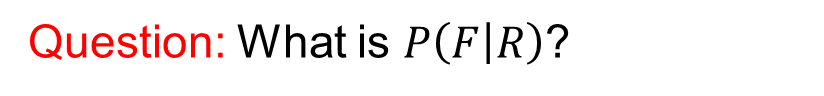 Question: What is P(F|R)?